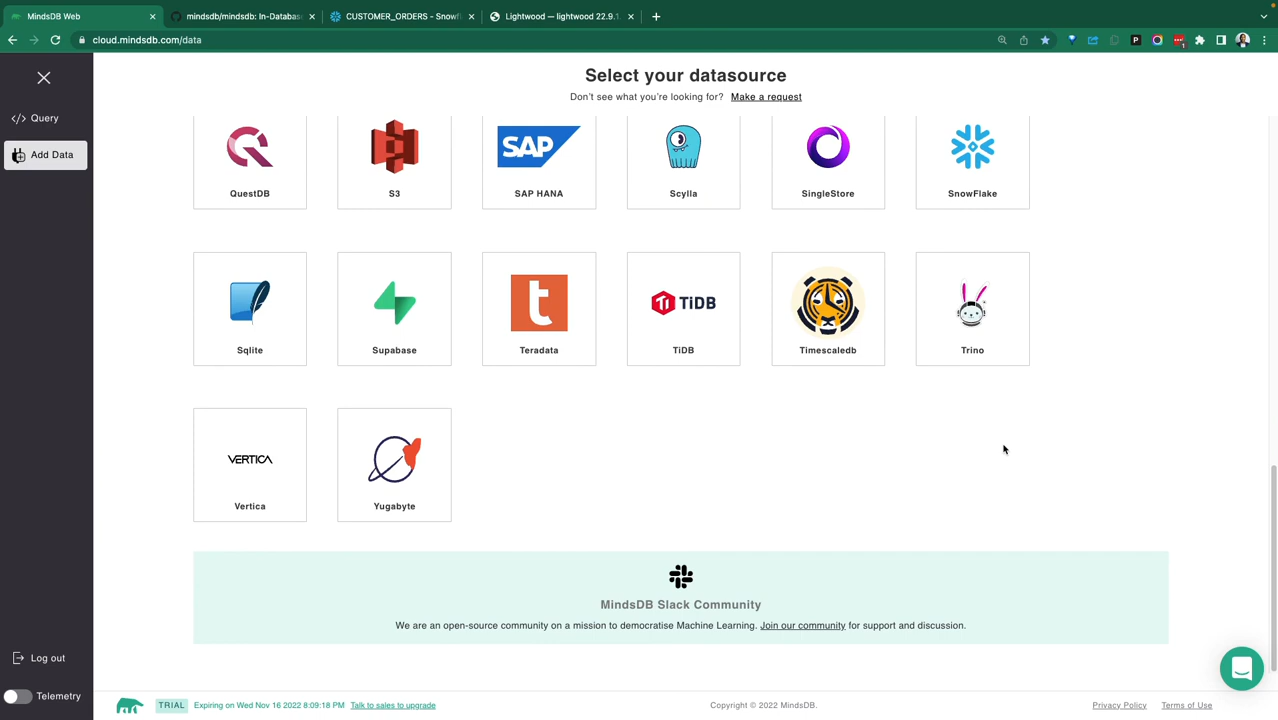 MindsDB Web
mindsdb/mindsdb: In-Databas
CUSTOMER_ORDERS - Snowfl
Lightwood — lightwood 22.9.1.
cloud.mindsdb.com/data
Select your datasource
Don't see what you're looking for? Make a request
Query
Add Data
QuestDB
S3
SAP
SAP HANA
Scylla
SingleStore
SnowFlake
Sqlite
Supabase
t
Teradata
TiDB
TiDB
Timescaledb
Trino
VERTICA
Vertica
Yugabyte
MindsDB Slack Community
We are an open-source community on a mission to democratise Machine Learning. Join our community for support and discussion.
Log out
Telemetry
TRIAL Expiring on Wed Nov 16 2022 8:09:18 PM Talk to sales to upgrade
Copyright © 2022 MindsDB.
Privacy Policy Terms of Use